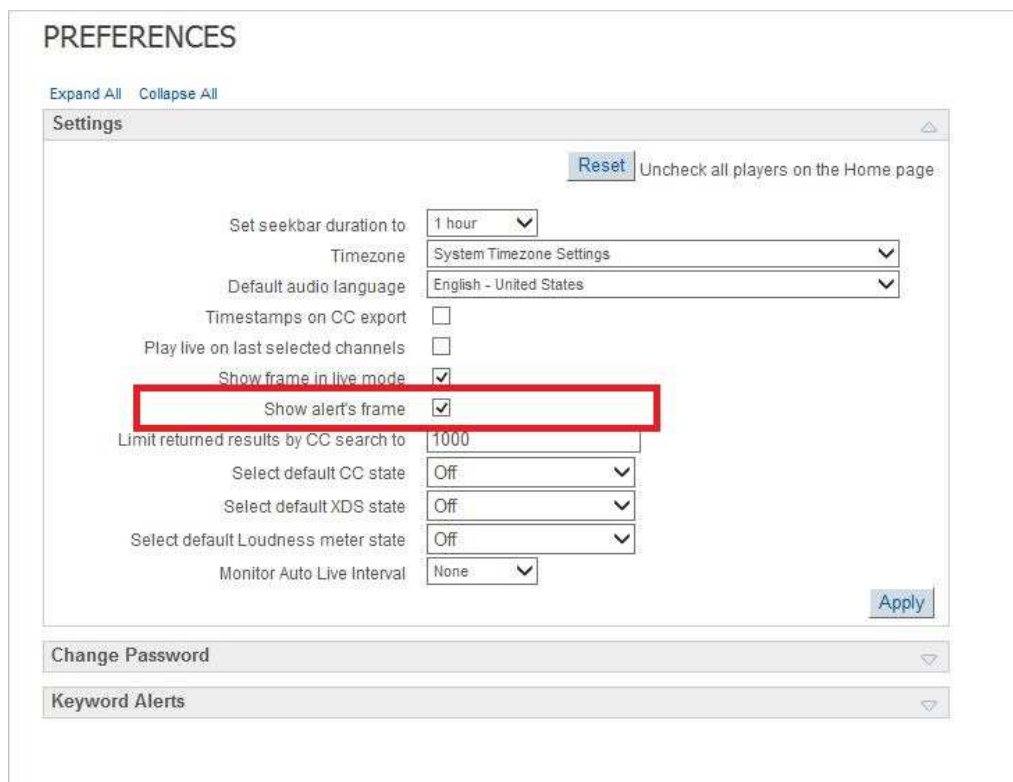 PREFERENCES
Expand All Collapse All
Settings
Reset Uncheck all players on the Home page
Set seekbar duration to 1 hour
Timezone System Timezone Settings
Default audio language English - United States
Timestamps on CC export
Play live on last selected channels
Show frame in live mode
Show alert's frame
Limit returned results by CC search to 1000
Select default CC state Off
Select default XDS state Off
Select default Loudness meter state Off
Monitor Auto Live Interval None
Apply
Change Password
Keyword Alerts